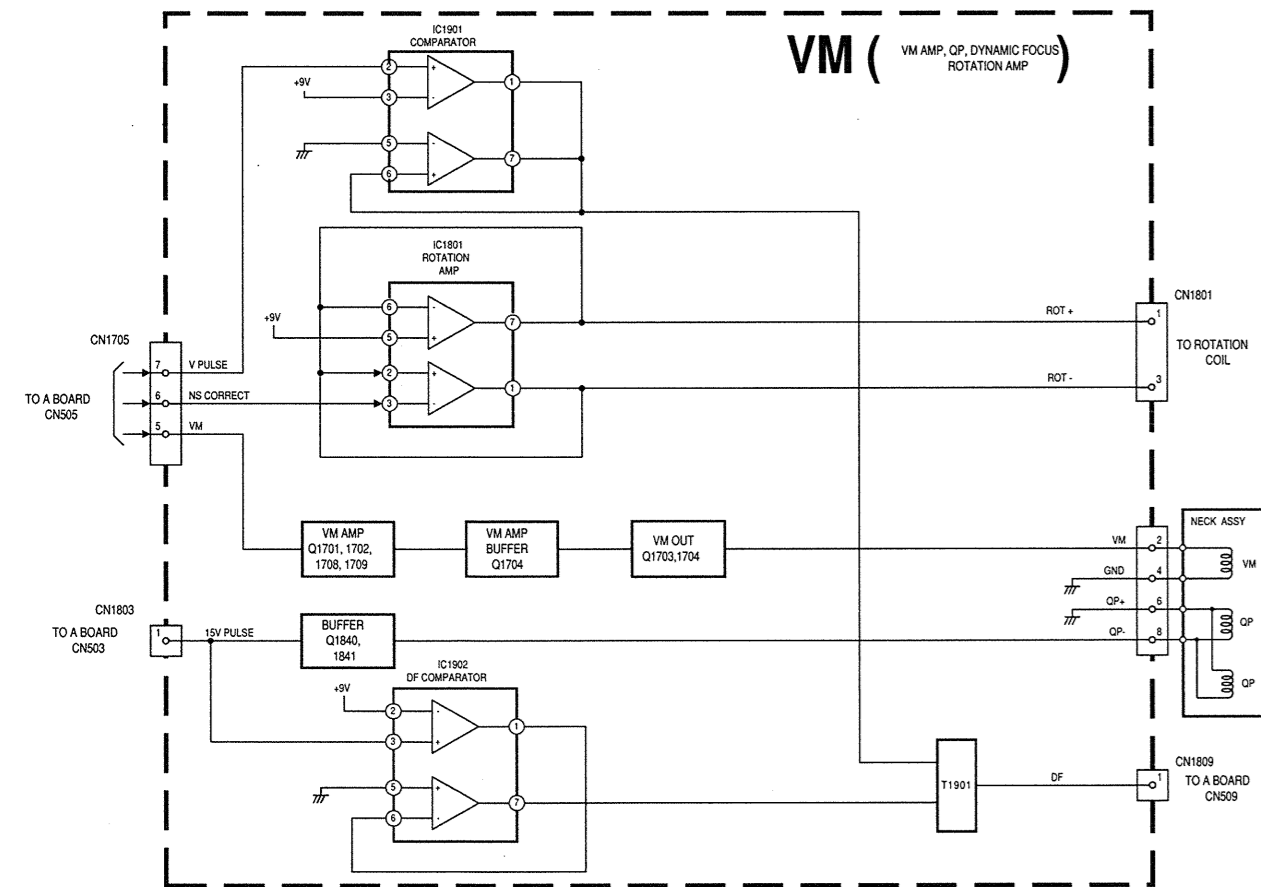 IC1901
COMPARATOR
VM ( VM AMP, QP, DYNAMIC FOCUS
ROTATION AMP )
2
+
1
+9V
3
-
5
-
7
6
+
IC1801
ROTATION
AMP
6
-
7
+9V
5
+
2
+
1
3
-
CN1705
7
V PULSE
6
NS CORRECT
5
VM
TO A BOARD
CN505
ROT +
ROT -
CN1801
1
3
TO ROTATION
COIL
VM AMP
Q1701, 1702,
1708, 1709
VM AMP
BUFFER
Q1704
VM OUT
Q1703,1704
VM
2
GND
4
QP+
6
QP-
8
NECK ASSY
VM
QP
QP
CN1803
TO A BOARD
CN503
1
15V PULSE
BUFFER
Q1840,
1841
IC1902
DF COMPARATOR
+9V
2
-
1
3
+
5
+
7
6
-
T1901
DF
CN1809
1
TO A BOARD
CN509